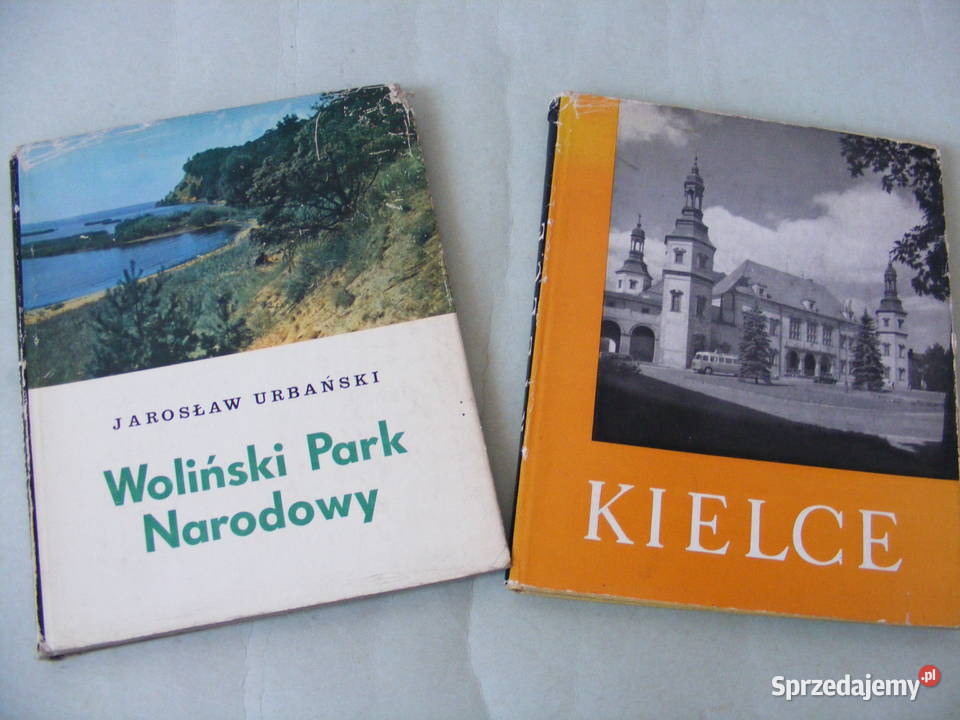 JAROSŁAW URBAŃSKI
Woliński Park
Narodowy
KIELCE
Sprzedajemy.pl